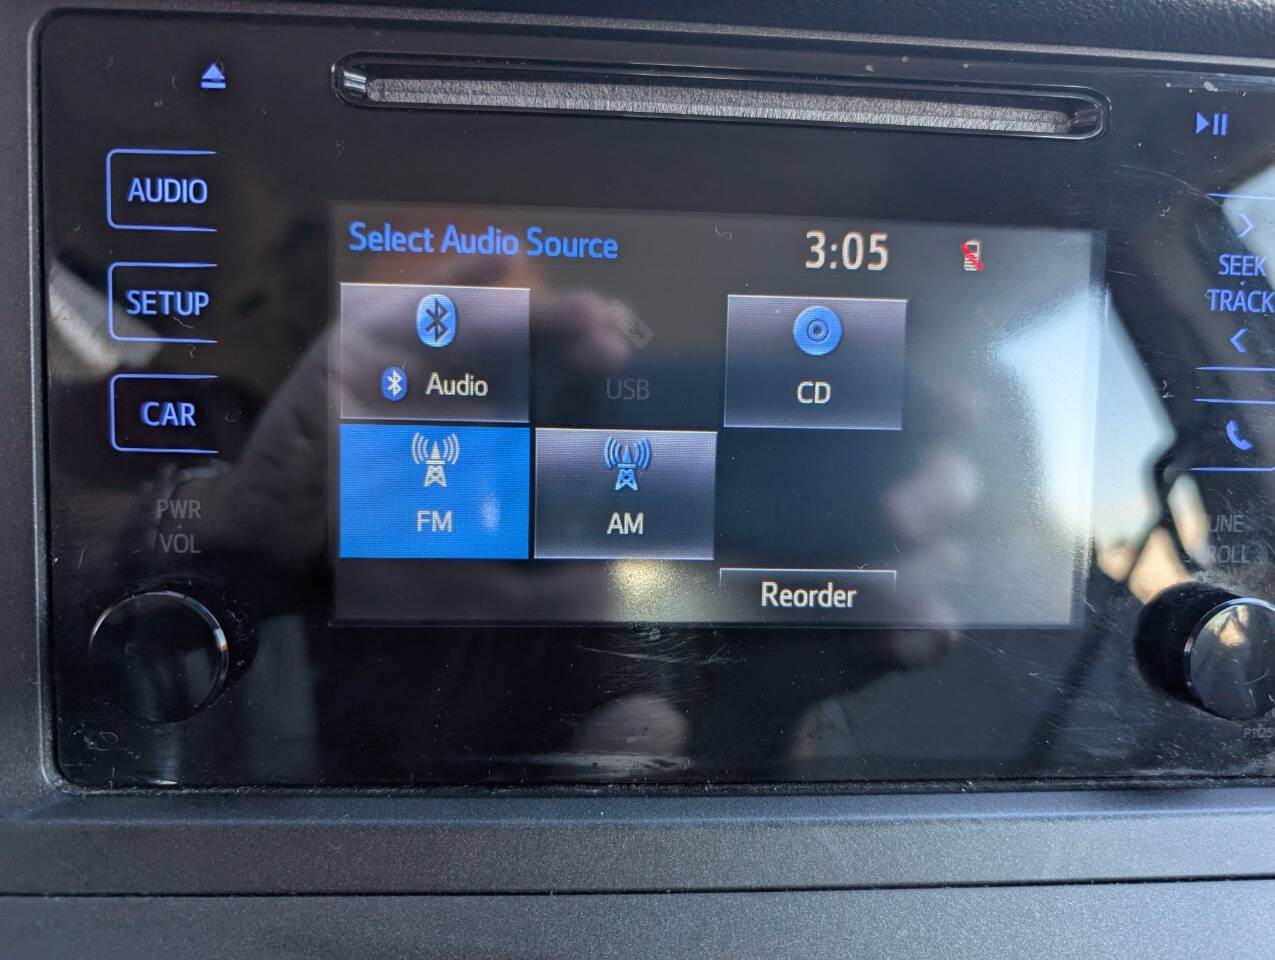 AUDIO
SETUP
CAR
PWR
VOL
Select Audio Source
3:05
Audio
USB
CD
FM
AM
Reorder
SEEK
TRACK